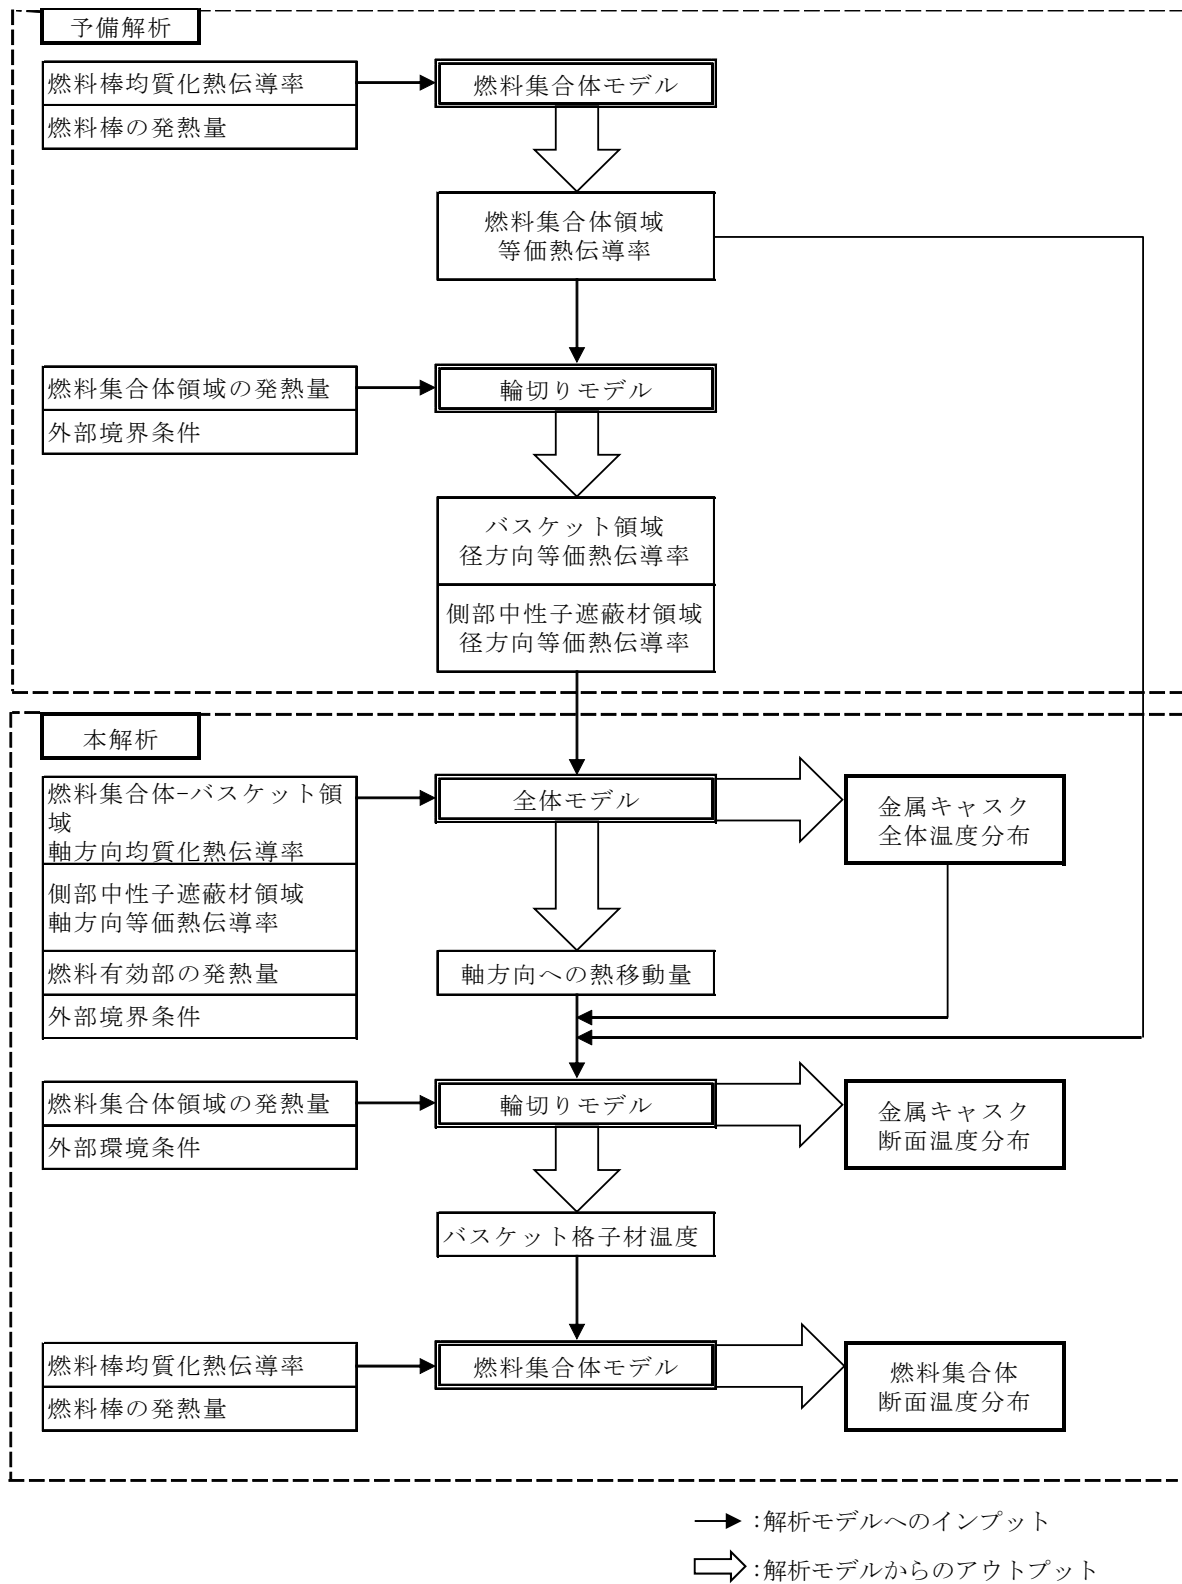 予備解析
燃料棒均質化熱伝導率
燃料棒の発熱量
燃料集合体モデル
燃料集合体領域
等価熱伝導率
燃料集合体領域の発熱量
外部境界条件
輪切りモデル
バスケット領域
径方向等価熱伝導率
側部中性子遮蔽材領域
径方向等価熱伝導率
本解析
燃料集合体−バスケット領
域
軸方向均質化熱伝導率
側部中性子遮蔽材領域
軸方向等価熱伝導率
燃料有効部の発熱量
外部境界条件
全体モデル
金属キャスク
全体温度分布
軸方向への熱移動量
燃料集合体領域の発熱量
外部環境条件
輪切りモデル
金属キャスク
断面温度分布
バスケット格子材温度
燃料棒均質化熱伝導率
燃料棒の発熱量
燃料集合体モデル
燃料集合体
断面温度分布
:解析モデルへのインプット
:解析モデルからのアウトプット